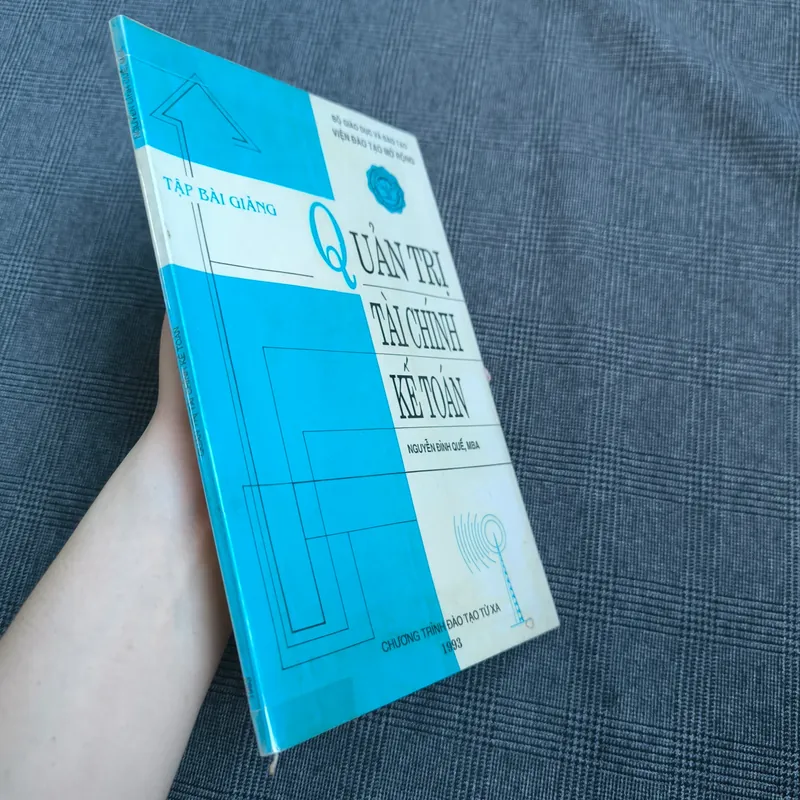 BỘ GIÁO DỤC VÀ ĐÀO TẠO
VIỆN ĐÀO TẠO MỞ RỘNG
TẬP BÀI GIẢNG
QUẢN TRỊ
TÀI CHÍNH
KẾ TOÁN
NGUYỄN ĐÌNH QUẾ, MBA
CHƯƠNG TRÌNH ĐÀO TẠO TỪ XA
1993